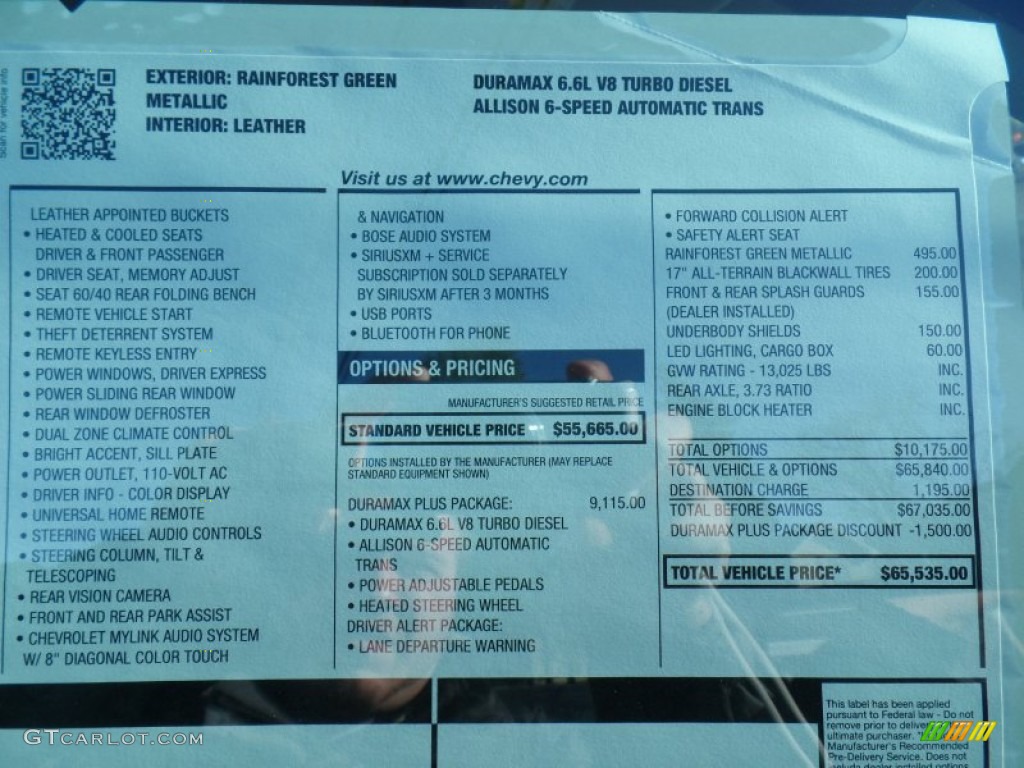 Scan for vehicle info
EXTERIOR: RAINFOREST GREEN
METALLIC
INTERIOR: LEATHER
DURAMAX 6.6L V8 TURBO DIESEL
ALLISON 6-SPEED AUTOMATIC TRANS
Visit us at www.chevy.com
LEATHER APPOINTED BUCKETS
• HEATED & COOLED SEATS
DRIVER & FRONT PASSENGER
• DRIVER SEAT, MEMORY ADJUST
• SEAT 60/40 REAR FOLDING BENCH
• REMOTE VEHICLE START
• THEFT DETERRENT SYSTEM
• REMOTE KEYLESS ENTRY
• POWER WINDOWS, DRIVER EXPRESS
• POWER SLIDING REAR WINDOW
• REAR WINDOW DEFROSTER
• DUAL ZONE CLIMATE CONTROL
• BRIGHT ACCENT, SILL PLATE
• POWER OUTLET, 110-VOLT AC
• DRIVER INFO - COLOR DISPLAY
• UNIVERSAL HOME REMOTE
• STEERING WHEEL AUDIO CONTROLS
• STEERING COLUMN, TILT &
TELESCOPING
• REAR VISION CAMERA
• FRONT AND REAR PARK ASSIST
• CHEVROLET MYLINK AUDIO SYSTEM
W/ 8" DIAGONAL COLOR TOUCH
& NAVIGATION
• BOSE AUDIO SYSTEM
• SIRIUSXM + SERVICE
SUBSCRIPTION SOLD SEPARATELY
BY SIRIUSXM AFTER 3 MONTHS
• USB PORTS
• BLUETOOTH FOR PHONE
OPTIONS & PRICING
MANUFACTURER'S SUGGESTED RETAIL PRICE
STANDARD VEHICLE PRICE $55,665.00
OPTIONS INSTALLED BY THE MANUFACTURER (MAY REPLACE
STANDARD EQUIPMENT SHOWN)
DURAMAX PLUS PACKAGE: 9,115.00
• DURAMAX 6.6L V8 TURBO DIESEL
• ALLISON 6-SPEED AUTOMATIC
TRANS
• POWER ADJUSTABLE PEDALS
• HEATED STEERING WHEEL
DRIVER ALERT PACKAGE:
• LANE DEPARTURE WARNING
• FORWARD COLLISION ALERT
• SAFETY ALERT SEAT
RAINFOREST GREEN METALLIC 495.00
17" ALL-TERRAIN BLACKWALL TIRES 200.00
FRONT & REAR SPLASH GUARDS 155.00
(DEALER INSTALLED)
UNDERBODY SHIELDS 150.00
LED LIGHTING, CARGO BOX 60.00
GVW RATING - 13,025 LBS INC.
REAR AXLE, 3.73 RATIO INC.
ENGINE BLOCK HEATER INC.
TOTAL OPTIONS $10,175.00
TOTAL VEHICLE & OPTIONS $65,840.00
DESTINATION CHARGE 1,195.00
TOTAL BEFORE SAVINGS $67,035.00
DURAMAX PLUS PACKAGE DISCOUNT -1,500.00
TOTAL VEHICLE PRICE* $65,535.00
This label has been applied
pursuant to Federal law - Do not
remove prior to
ultimate purchaser.
Manufacturer's Recommended
Pre-Delivery Service. Does not
include dealer installed options
GTCARLOT.COM